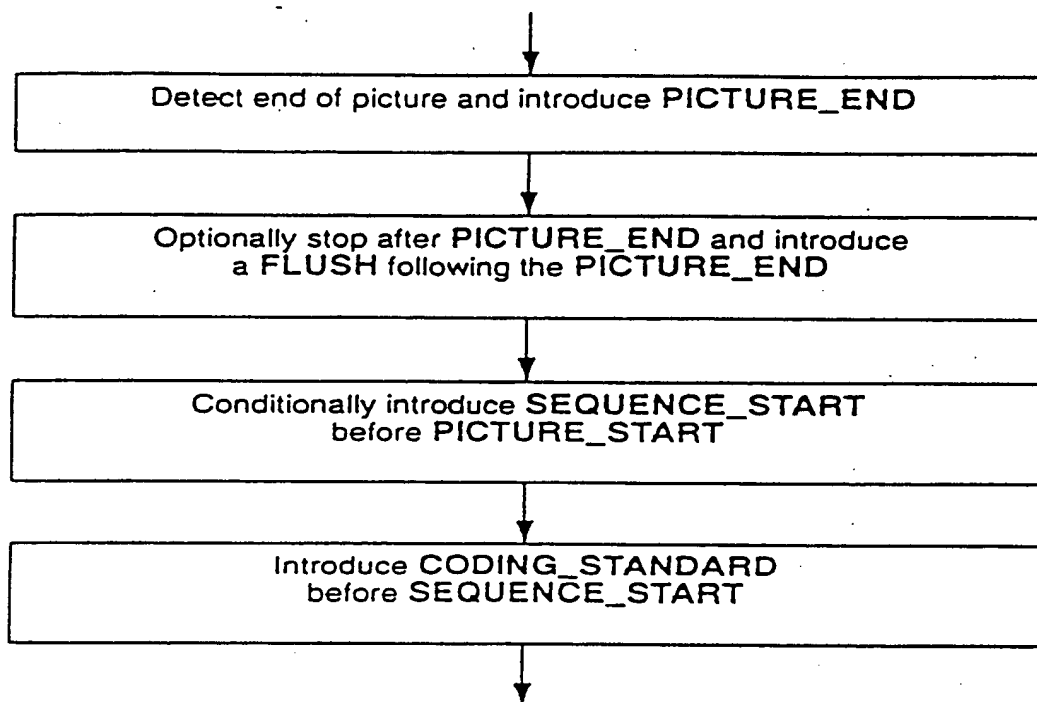 Detect end of picture and introduce PICTURE_END
Optionally stop after PICTURE_END and introduce
a FLUSH following the PICTURE_END
Conditionally introduce SEQUENCE_START
before PICTURE_START
Introduce CODING_STANDARD
before SEQUENCE_START